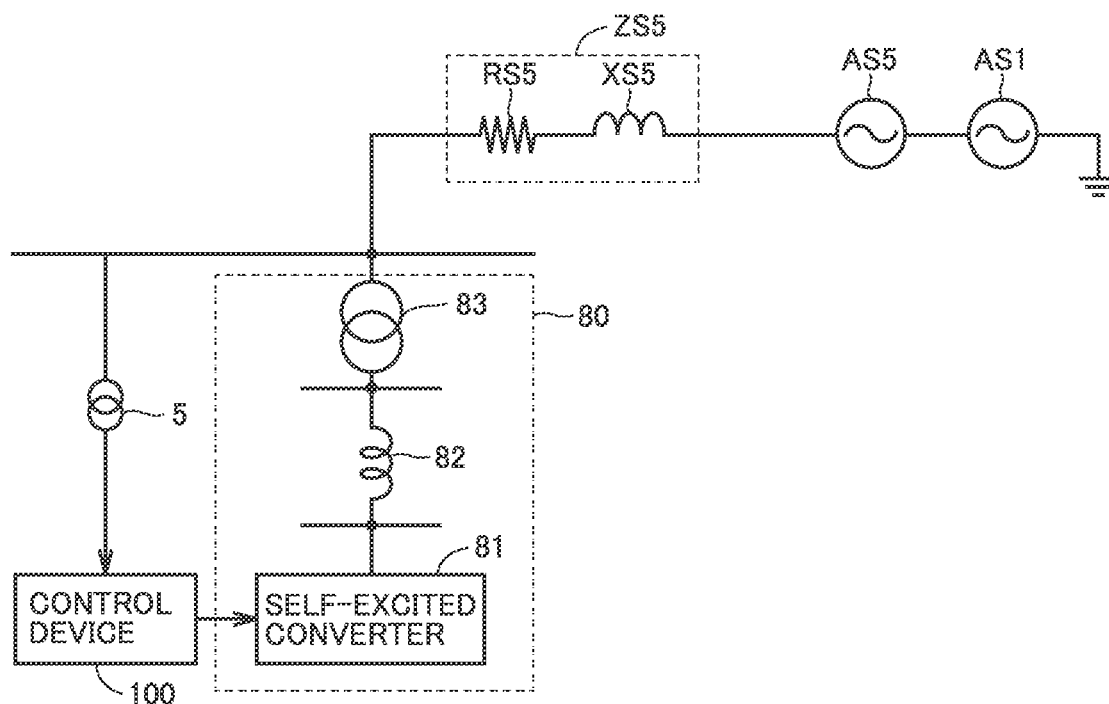 ZS5
RS5
XS5
AS5
AS1
83
80
5
82
81
CONTROL
DEVICE
SELF-EXCITED
CONVERTER
100